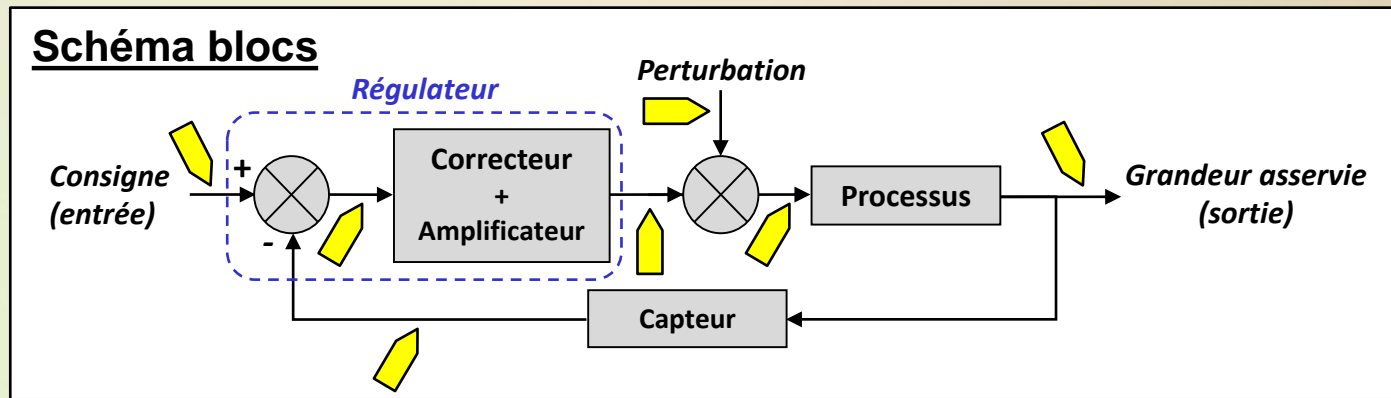 Schéma blocs
Perturbation
Régulateur
Consigne
(entrée)
+
-
Correcteur
+
Amplificateur
Processus
Grandeur asservie
(sortie)
Capteur